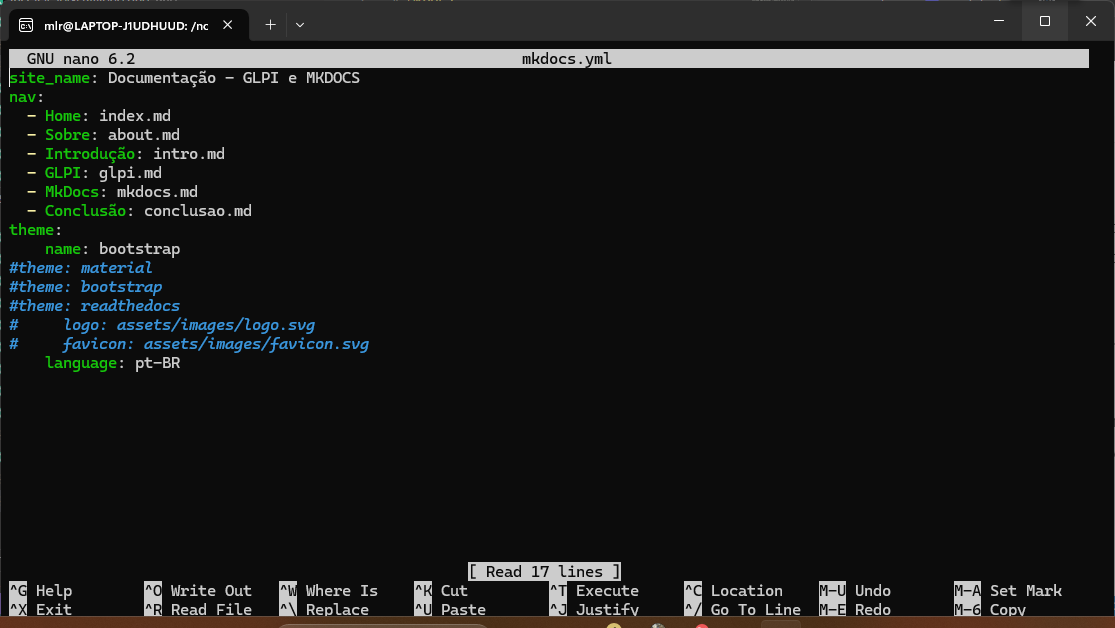 mlr@LAPTOP-J1UDHUUD: /nc
GNU nano 6.2 mkdocs.yml
site_name: Documentação - GLPI e MKDOCS
nav:
  - Home: index.md
  - Sobre: about.md
  - Introdução: intro.md
  - GLPI: glpi.md
  - MkDocs: mkdocs.md
  - Conclusão: conclusao.md
theme:
    name: bootstrap
#theme: material
#theme: bootstrap
#theme: readthedocs
#     logo: assets/images/logo.svg
#     favicon: assets/images/favicon.svg
    language: pt-BR
[ Read 17 lines ]
^G Help ^O Write Out ^W Where Is ^K Cut ^T Execute ^C Location M-U Undo M-A Set Mark
^X Exit ^R Read File ^\ Replace ^U Paste ^J Justify ^/ Go To Line M-E Redo M-6 Copy